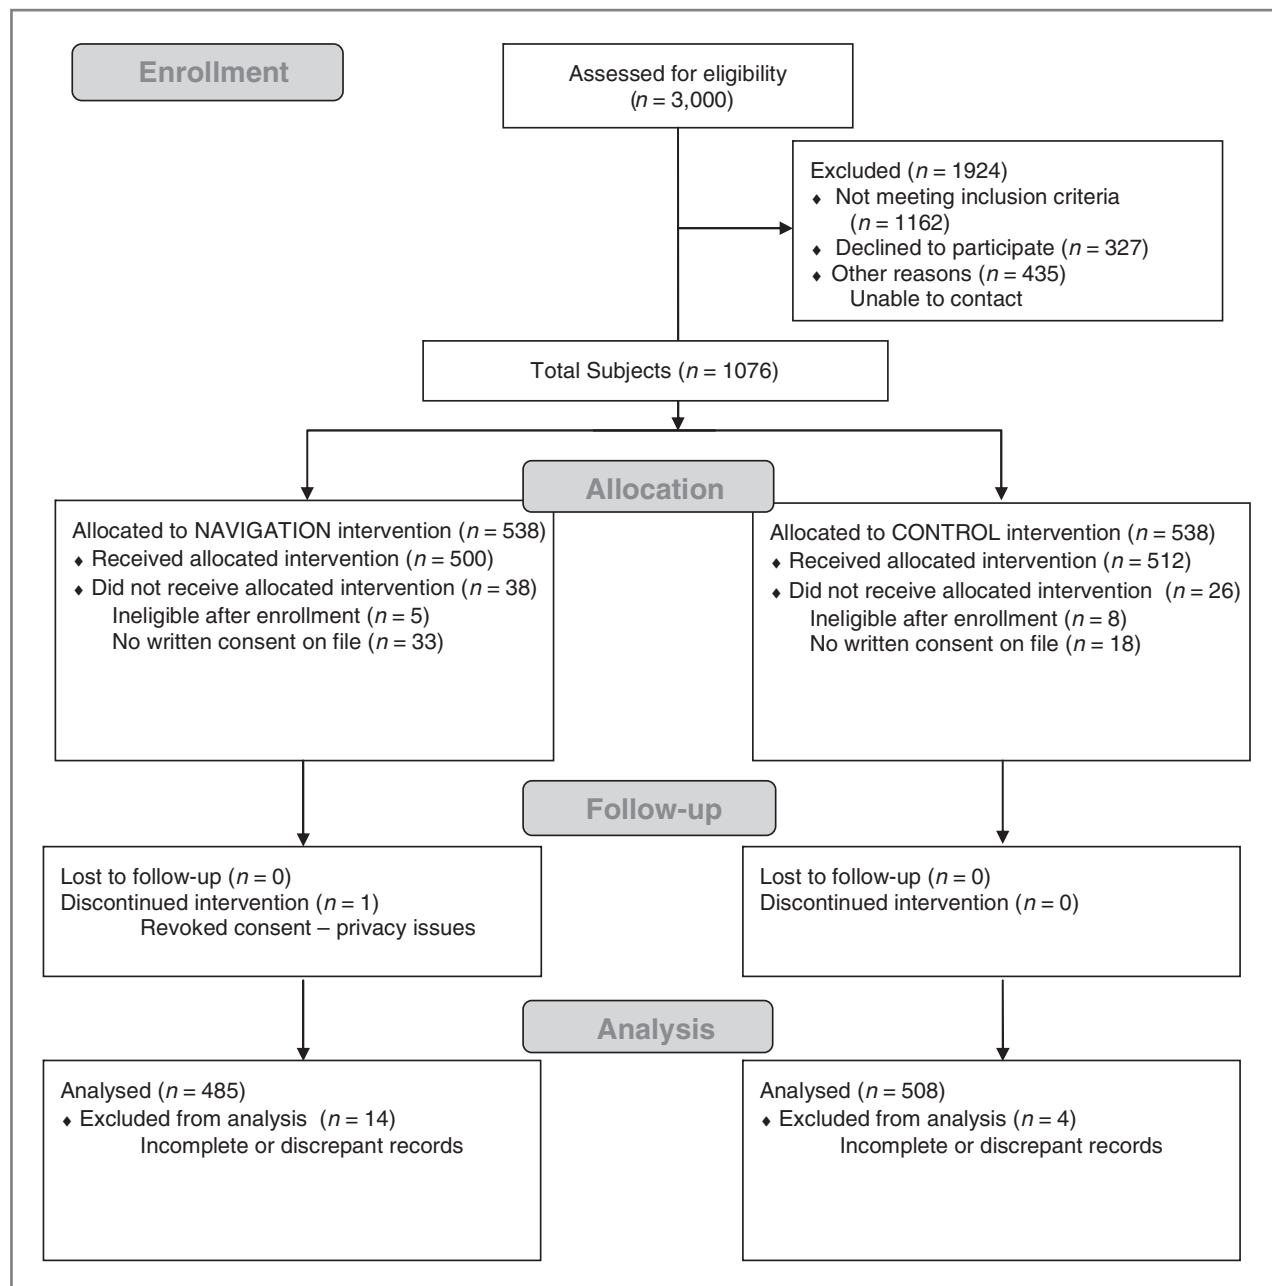 Enrollment
Assessed for eligibility
(n = 3,000)
Excluded (n = 1924)
♦ Not meeting inclusion criteria
(n = 1162)
♦ Declined to participate (n = 327)
♦ Other reasons (n = 435)
Unable to contact
Total Subjects (n = 1076)
Allocation
Allocated to NAVIGATION intervention (n = 538)
♦ Received allocated intervention (n = 500)
♦ Did not receive allocated intervention (n = 38)
Ineligible after enrollment (n = 5)
No written consent on file (n = 33)
Allocated to CONTROL intervention (n = 538)
♦ Received allocated intervention (n = 512)
♦ Did not receive allocated intervention (n = 26)
Ineligible after enrollment (n = 8)
No written consent on file (n = 18)
Follow-up
Lost to follow-up (n = 0)
Discontinued intervention (n = 1)
Revoked consent – privacy issues
Lost to follow-up (n = 0)
Discontinued intervention (n = 0)
Analysis
Analysed (n = 485)
♦ Excluded from analysis (n = 14)
Incomplete or discrepant records
Analysed (n = 508)
♦ Excluded from analysis (n = 4)
Incomplete or discrepant records